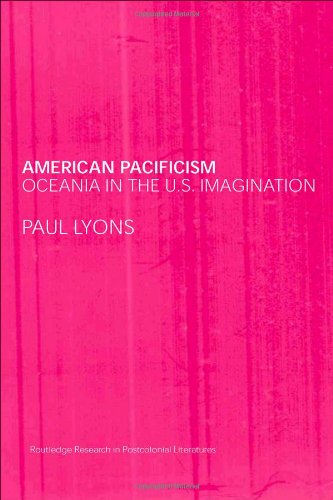 AMERICAN PACIFICISM
OCEANIA IN THE U.S. IMAGINATION
PAUL LYONS
Routledge Research in Postcolonial Literatures